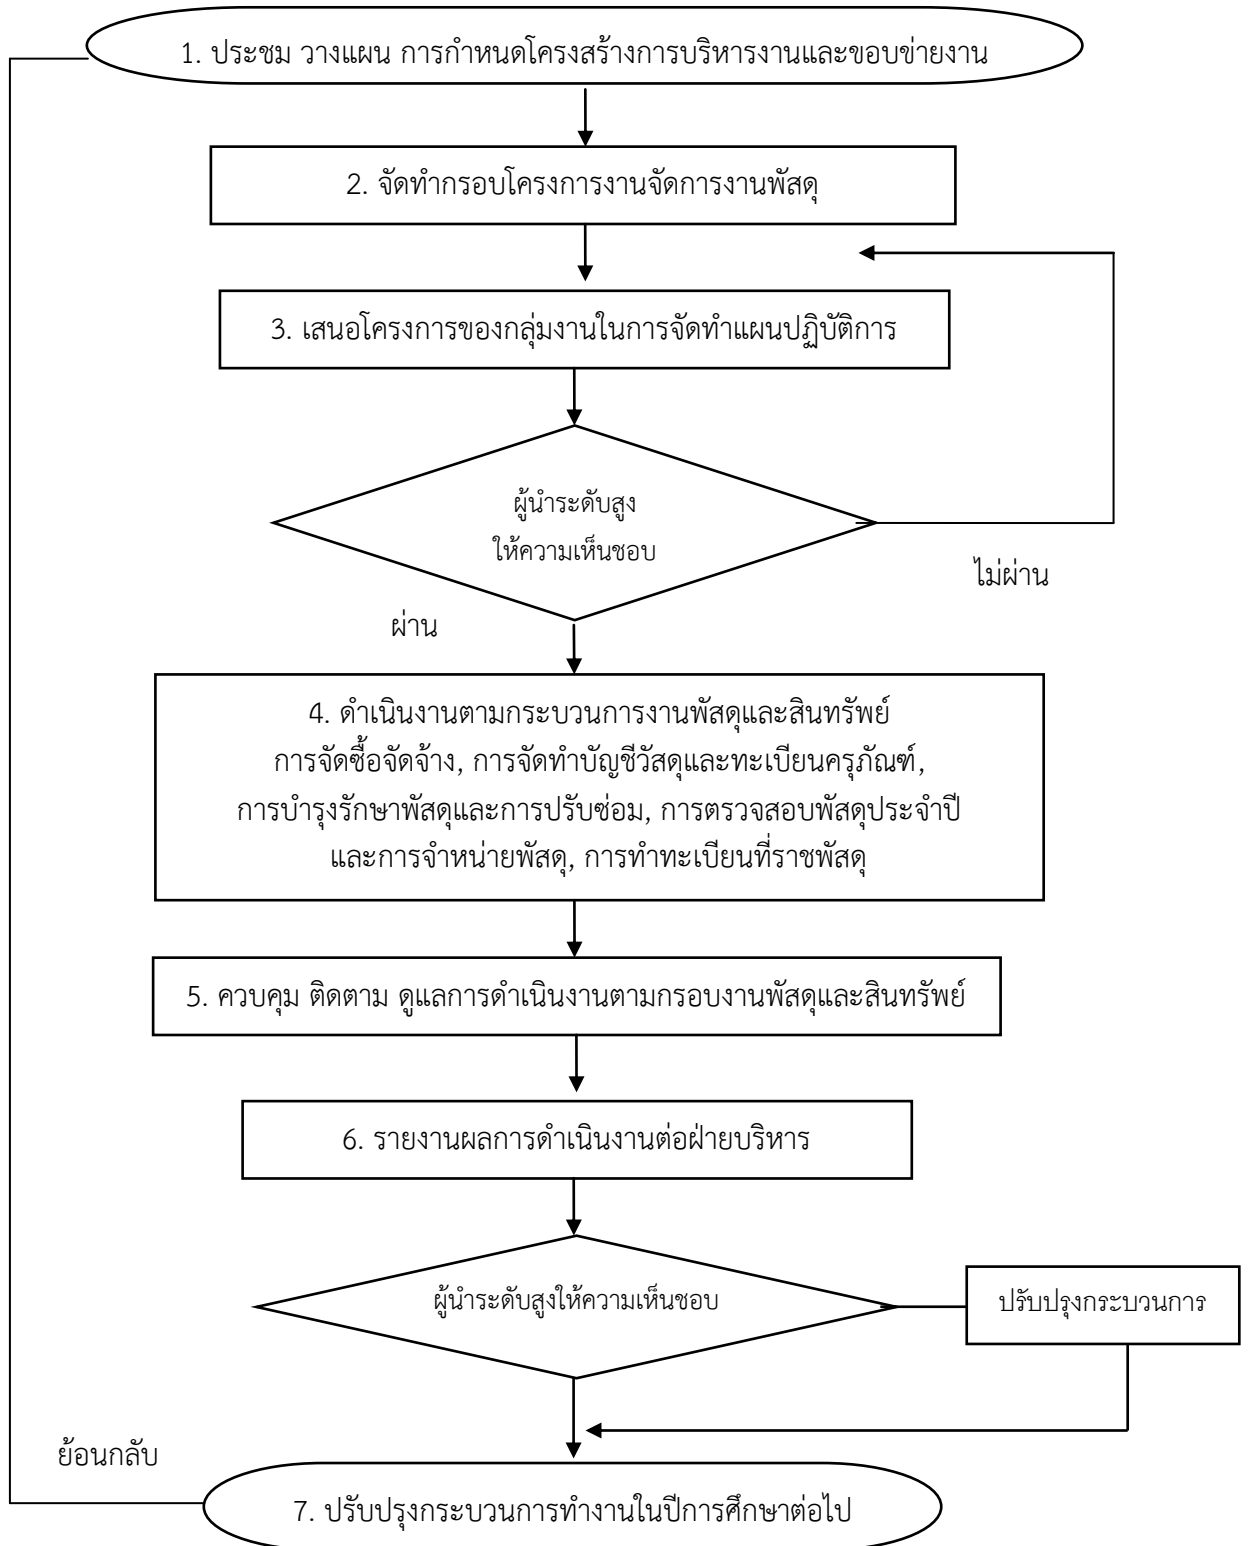 1. ประชุม วางแผน การกำหนดโครงสร้างการบริหารงานและขอบข่ายงาน
2. จัดทำกรอบโครงการงานจัดการงานพัสดุ
3. เสนอโครงการของกลุ่มงานในการจัดทำแผนปฏิบัติการ
ผู้นำระดับสูง
ให้ความเห็นชอบ
ไม่ผ่าน
ผ่าน
4. ดำเนินงานตามกระบวนการงานพัสดุและสินทรัพย์
การจัดซื้อจัดจ้าง, การจัดทำบัญชีวัสดุและทะเบียนครุภัณฑ์,
การบำรุงรักษาพัสดุและการปรับซ่อม, การตรวจสอบพัสดุประจำปี
และการจำหน่ายพัสดุ, การทำทะเบียนที่ราชพัสดุ
5. ควบคุม ติดตาม ดูแลการดำเนินงานตามกรอบงานพัสดุและสินทรัพย์
6. รายงานผลการดำเนินงานต่อฝ่ายบริหาร
ผู้นำระดับสูงให้ความเห็นชอบ
ปรับปรุงกระบวนการ
ย้อนกลับ
7. ปรับปรุงกระบวนการทำงานในปีการศึกษาต่อไป